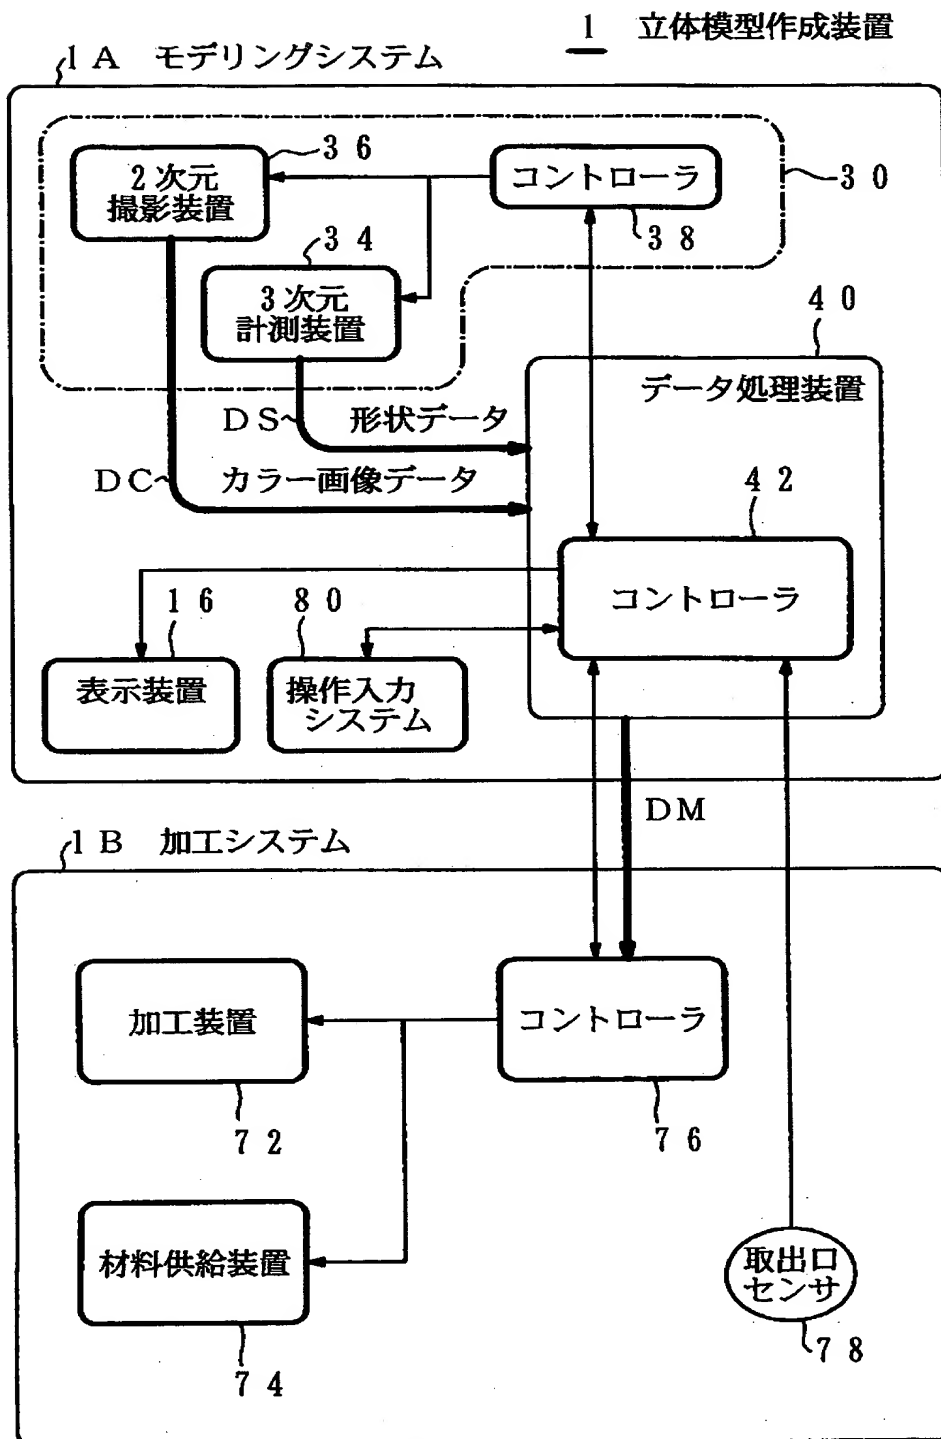 1 立体模型作成装置
1A モデリングシステム
36
2次元
撮影装置
コントローラ
30
38
34
3次元
計測装置
40
データ処理装置
DS 形状データ
DC カラー画像データ
42
コントローラ
16
80
表示装置
操作入力
システム
DM
1B 加工システム
加工装置
コントローラ
72
76
材料供給装置
取出口
センサ
74
78